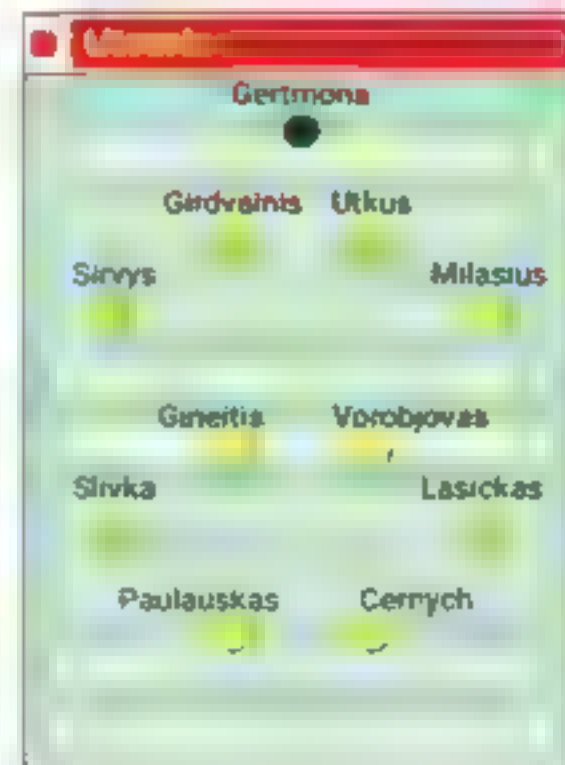 Gertmona
Girdvainis Utkus
Sirvys Milasius
Gineitis Vorobjovas
Slivka Lasickas
Paulauskas Cernych